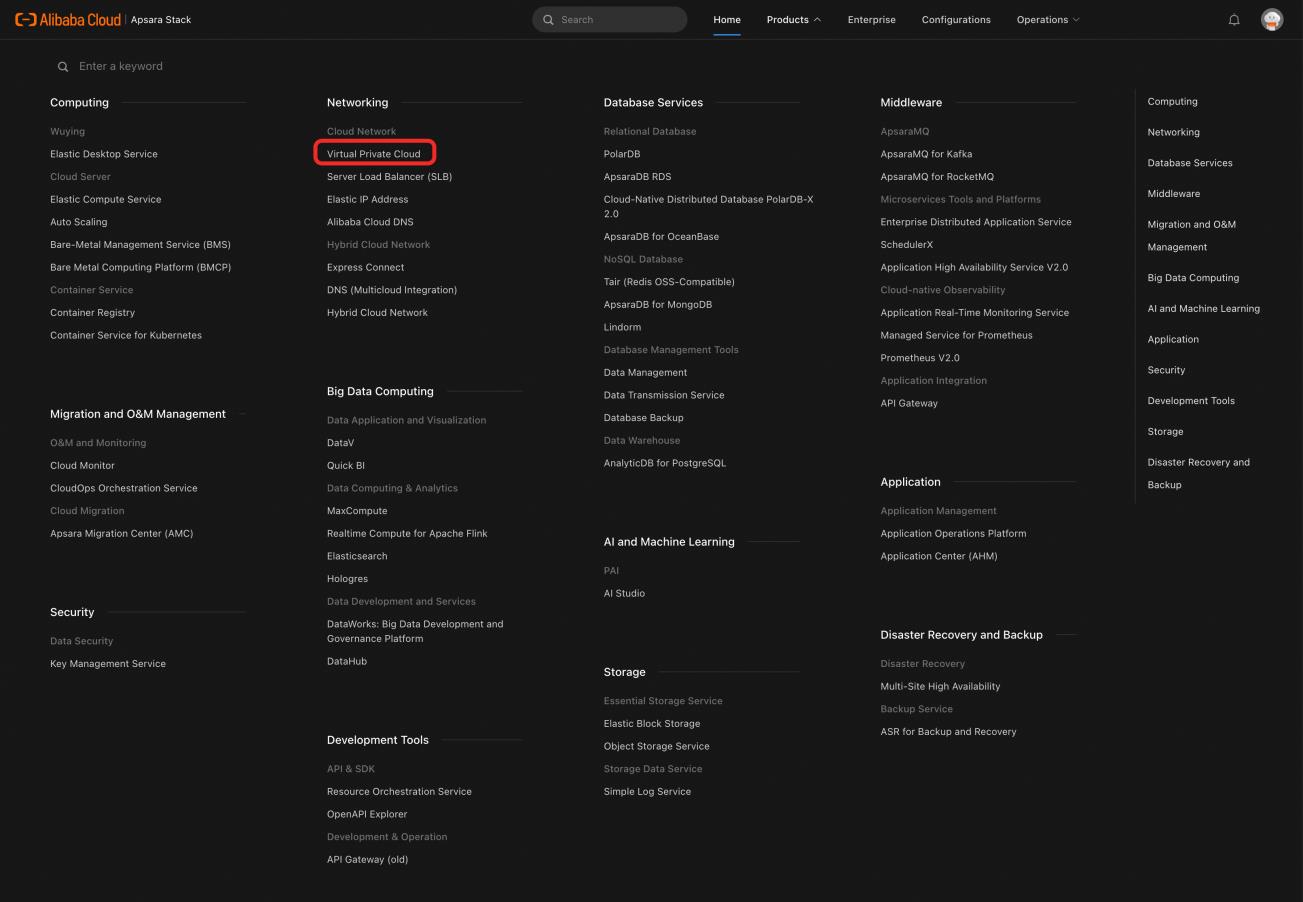 Alibaba Cloud | Apsara Stack
Search
Home
Products
Enterprise
Configurations
Operations
Enter a keyword
Computing
Wuying
Elastic Desktop Service
Cloud Server
Elastic Compute Service
Auto Scaling
Bare-Metal Management Service (BMS)
Bare Metal Computing Platform (BMCP)
Container Service
Container Registry
Container Service for Kubernetes
Migration and O&M Management
O&M and Monitoring
Cloud Monitor
CloudOps Orchestration Service
Cloud Migration
Apsara Migration Center (AMC)
Security
Data Security
Key Management Service
Networking
Cloud Network
Virtual Private Cloud
Server Load Balancer (SLB)
Elastic IP Address
Alibaba Cloud DNS
Hybrid Cloud Network
Express Connect
DNS (Multicloud Integration)
Hybrid Cloud Network
Big Data Computing
Data Application and Visualization
DataV
Quick BI
Data Computing & Analytics
MaxCompute
Realtime Compute for Apache Flink
Elasticsearch
Hologres
Data Development and Services
DataWorks: Big Data Development and
Governance Platform
DataHub
Development Tools
API & SDK
Resource Orchestration Service
OpenAPI Explorer
Development & Operation
API Gateway (old)
Database Services
Relational Database
PolarDB
ApsaraDB RDS
Cloud-Native Distributed Database PolarDB-X
2.0
ApsaraDB for OceanBase
NoSQL Database
Tair (Redis OSS-Compatible)
ApsaraDB for MongoDB
Lindorm
Database Management Tools
Data Management
Data Transmission Service
Database Backup
Data Warehouse
AnalyticDB for PostgreSQL
AI and Machine Learning
PAI
AI Studio
Storage
Essential Storage Service
Elastic Block Storage
Object Storage Service
Storage Data Service
Simple Log Service
Middleware
ApsaraMQ
ApsaraMQ for Kafka
ApsaraMQ for RocketMQ
Microservices Tools and Platforms
Enterprise Distributed Application Service
SchedulerX
Application High Availability Service V2.0
Cloud-native Observability
Application Real-Time Monitoring Service
Managed Service for Prometheus
Prometheus V2.0
Application Integration
API Gateway
Application
Application Management
Application Operations Platform
Application Center (AHM)
Disaster Recovery and Backup
Disaster Recovery
Multi-Site High Availability
Backup Service
ASR for Backup and Recovery
Computing
Networking
Database Services
Middleware
Migration and O&M
Management
Big Data Computing
AI and Machine Learning
Application
Security
Development Tools
Storage
Disaster Recovery and
Backup